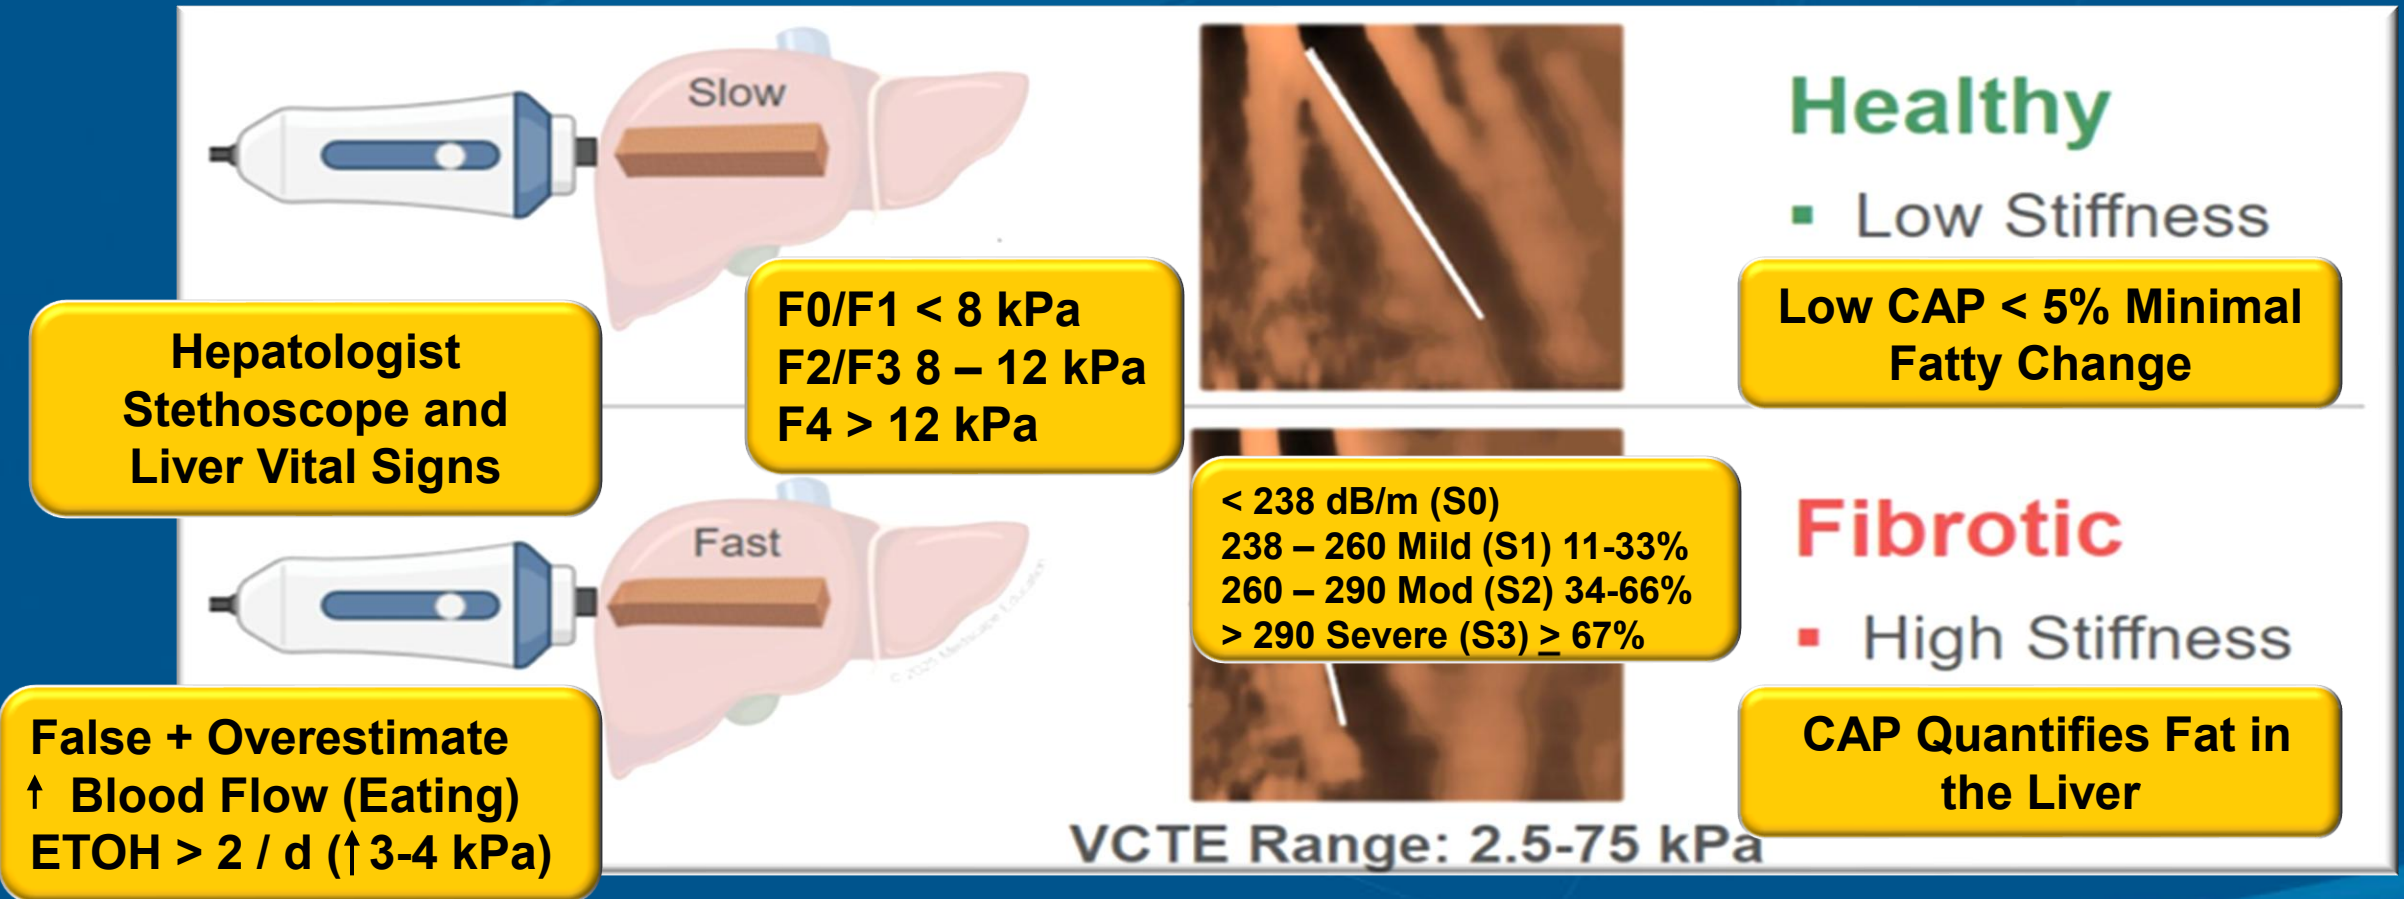 Slow
Healthy
▪ Low Stiffness
Low CAP < 5% Minimal
Fatty Change
F0/F1 < 8 kPa
F2/F3 8 – 12 kPa
F4 > 12 kPa
Hepatologist
Stethoscope and
Liver Vital Signs
Fast
© 2025 Medscape Education
< 238 dB/m (S0)
238 – 260 Mild (S1) 11-33%
260 – 290 Mod (S2) 34-66%
> 290 Severe (S3) ≥ 67%
Fibrotic
▪ High Stiffness
CAP Quantifies Fat in
the Liver
False + Overestimate
↑ Blood Flow (Eating)
ETOH > 2 / d (↑ 3-4 kPa)
VCTE Range: 2.5-75 kPa